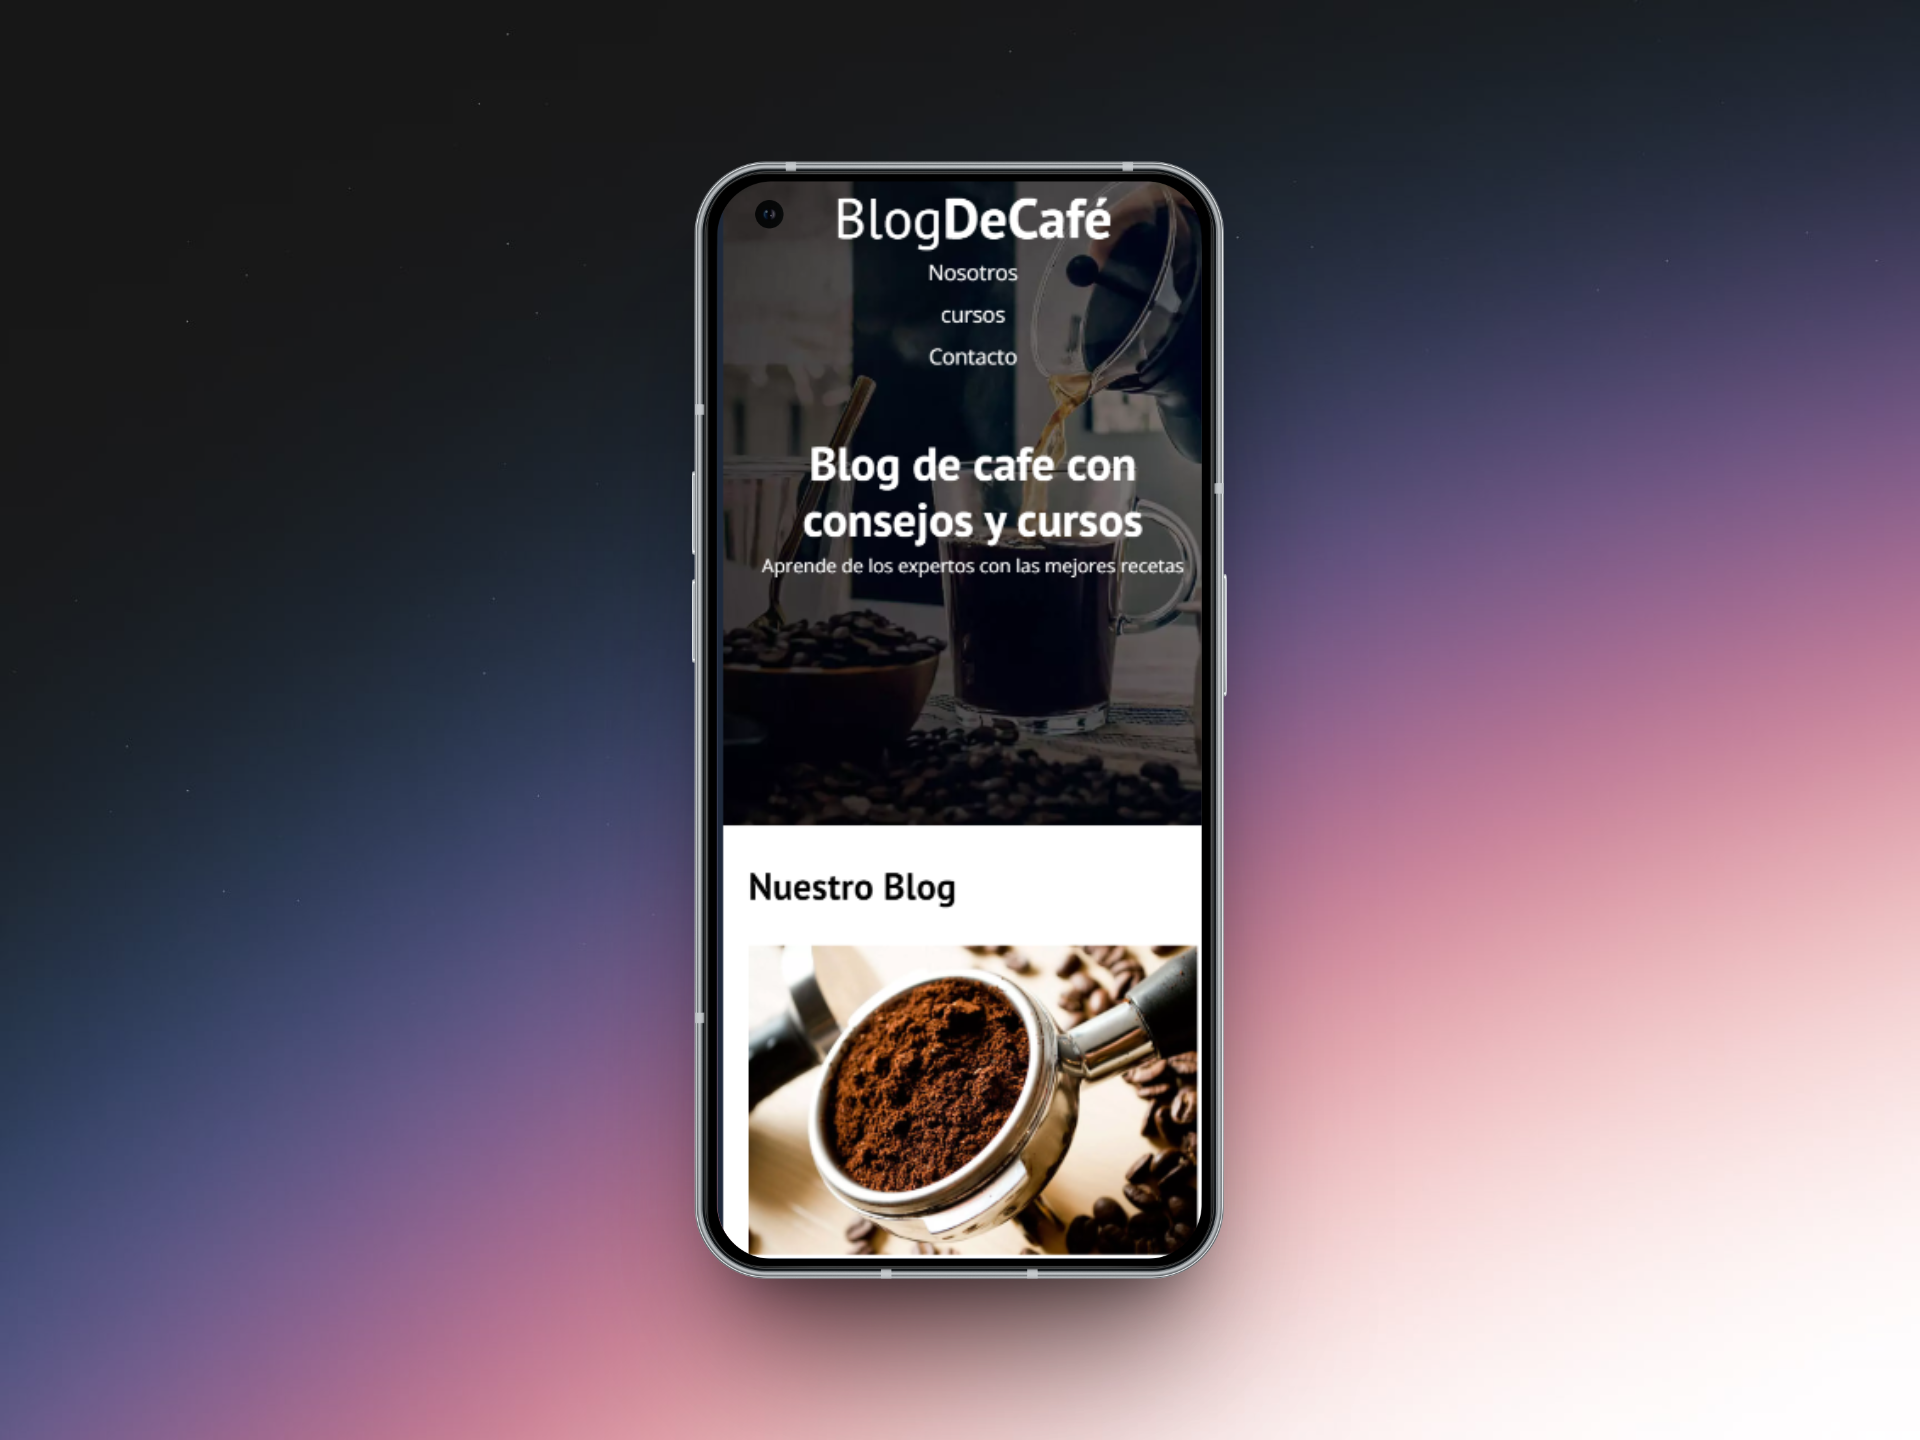 BlogDeCafé
Nosotros
cursos
Contacto
Blog de cafe con
consejos y cursos
Aprende de los expertos con las mejores recetas
Nuestro Blog